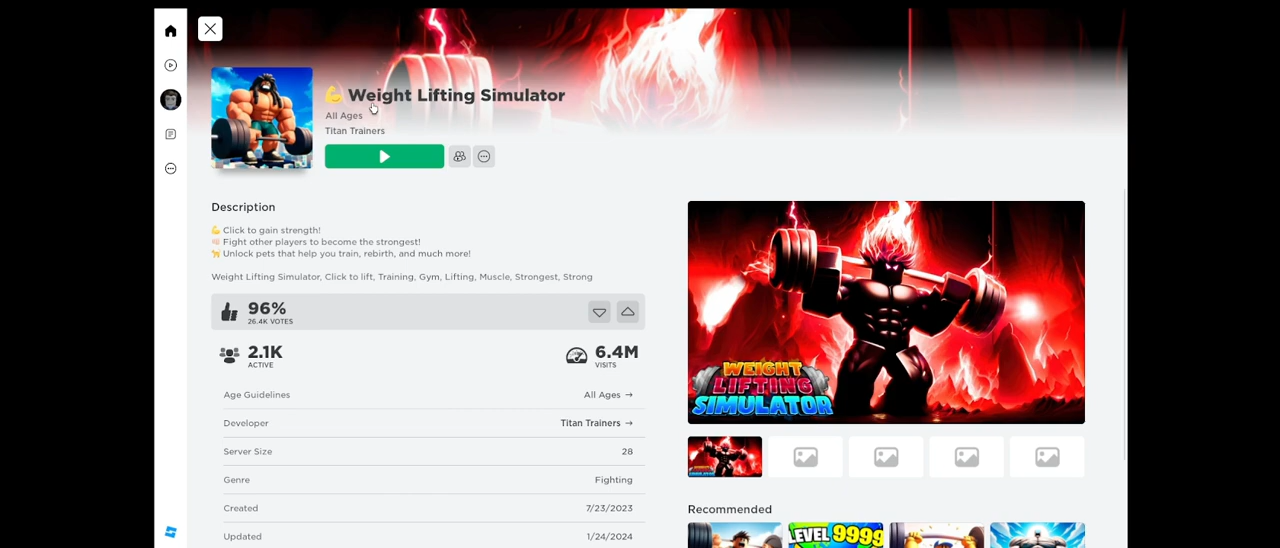 💪 Weight Lifting Simulator
All Ages
Titan Trainers
Description
💪 Click to gain strength!
👊🏻 Fight other players to become the strongest!
🐕 Unlock pets that help you train, rebirth, and much more!
Weight Lifting Simulator, Click to lift, Training, Gym, Lifting, Muscle, Strongest, Strong
96%
26.4K VOTES
2.1K
ACTIVE
6.4M
VISITS
Age Guidelines
All Ages →
Developer
Titan Trainers →
Server Size
28
Genre
Fighting
Created
7/23/2023
Updated
1/24/2024
WEIGHT
LIFTING
SIMULATOR
WEIGHT
LIFTING
SIMULATOR
Recommended
LEVEL 9999